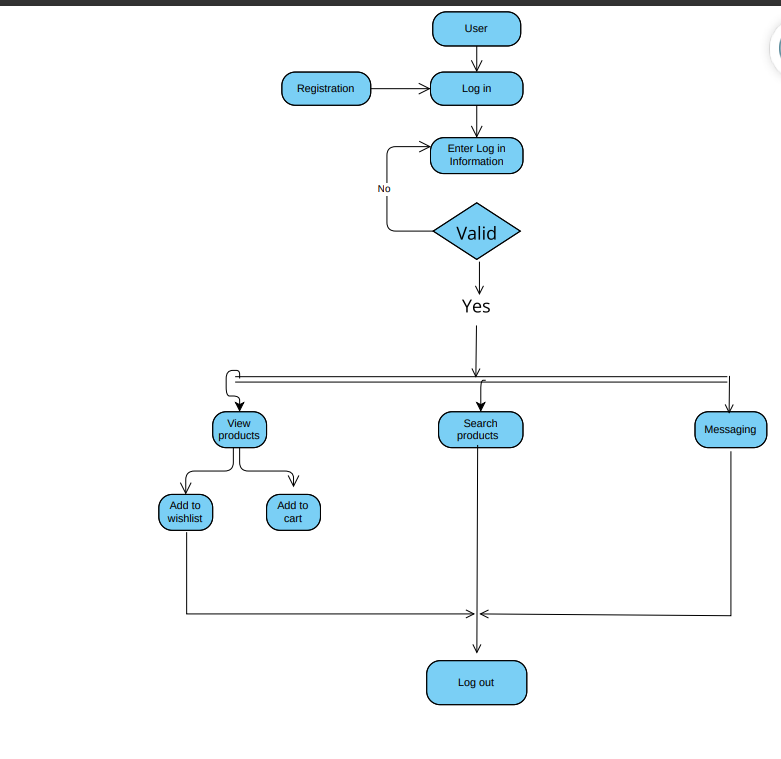 User
Registration
Log in
Enter Log in
Information
No
Valid
Yes
View
products
Search
products
Messaging
Add to
wishlist
Add to
cart
Log out